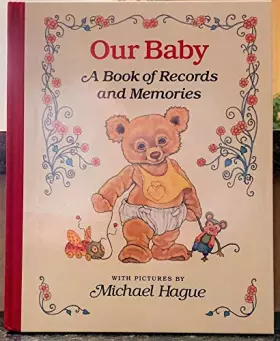 Our Baby
A Book of Records
and Memories
WITH PICTURES BY
Michael Hague